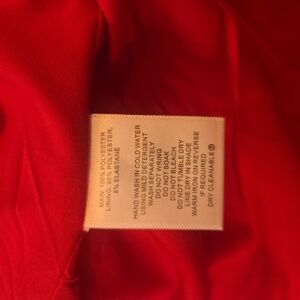 MAIN: 100% POLYESTER
LINING: 95% POLYESTER,
5% ELASTANE
HAND WASH IN COLD WATER
USING MILD DETERGENT
WASH SEPARATELY
DO NOT WRING
DO NOT SOAK
DO NOT BLEACH
DO NOT TUMBLE DRY
LINE DRY IN SHADE
WARM IRON ON REVERSE
IF REQUIRED
DRY CLEANABLE Ⓟ